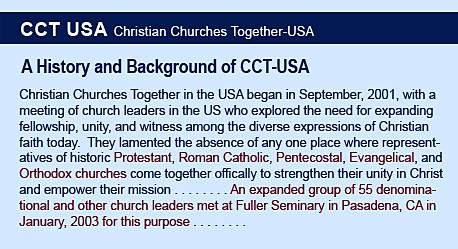 CCT USA Christian Churches Together-USA
A History and Background of CCT-USA
Christian Churches Together in the USA began in September, 2001, with a
meeting of church leaders in the US who explored the need for expanding
fellowship, unity, and witness among the diverse expressions of Christian
faith today. They lamented the absence of any one place where represent-
atives of historic Protestant, Roman Catholic, Pentecostal, Evangelical, and
Orthodox churches come together offically to strengthen their unity in Christ
and empower their mission . . . . . . . . An expanded group of 55 denomina-
tional and other church leaders met at Fuller Seminary in Pasadena, CA in
January, 2003 for this purpose . . . . . . . .